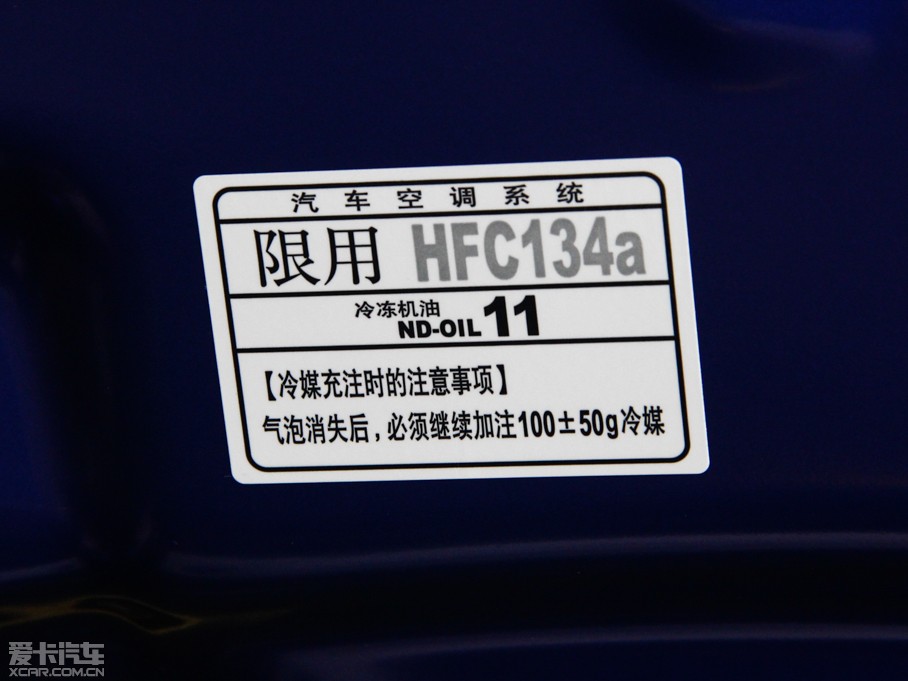 汽车空调系统
限用 HFC134a
冷冻机油
ND-OIL 11
【冷媒充注时的注意事项】
气泡消失后,必须继续加注100±50g冷媒
爱卡汽车
XCAR.COM.CN